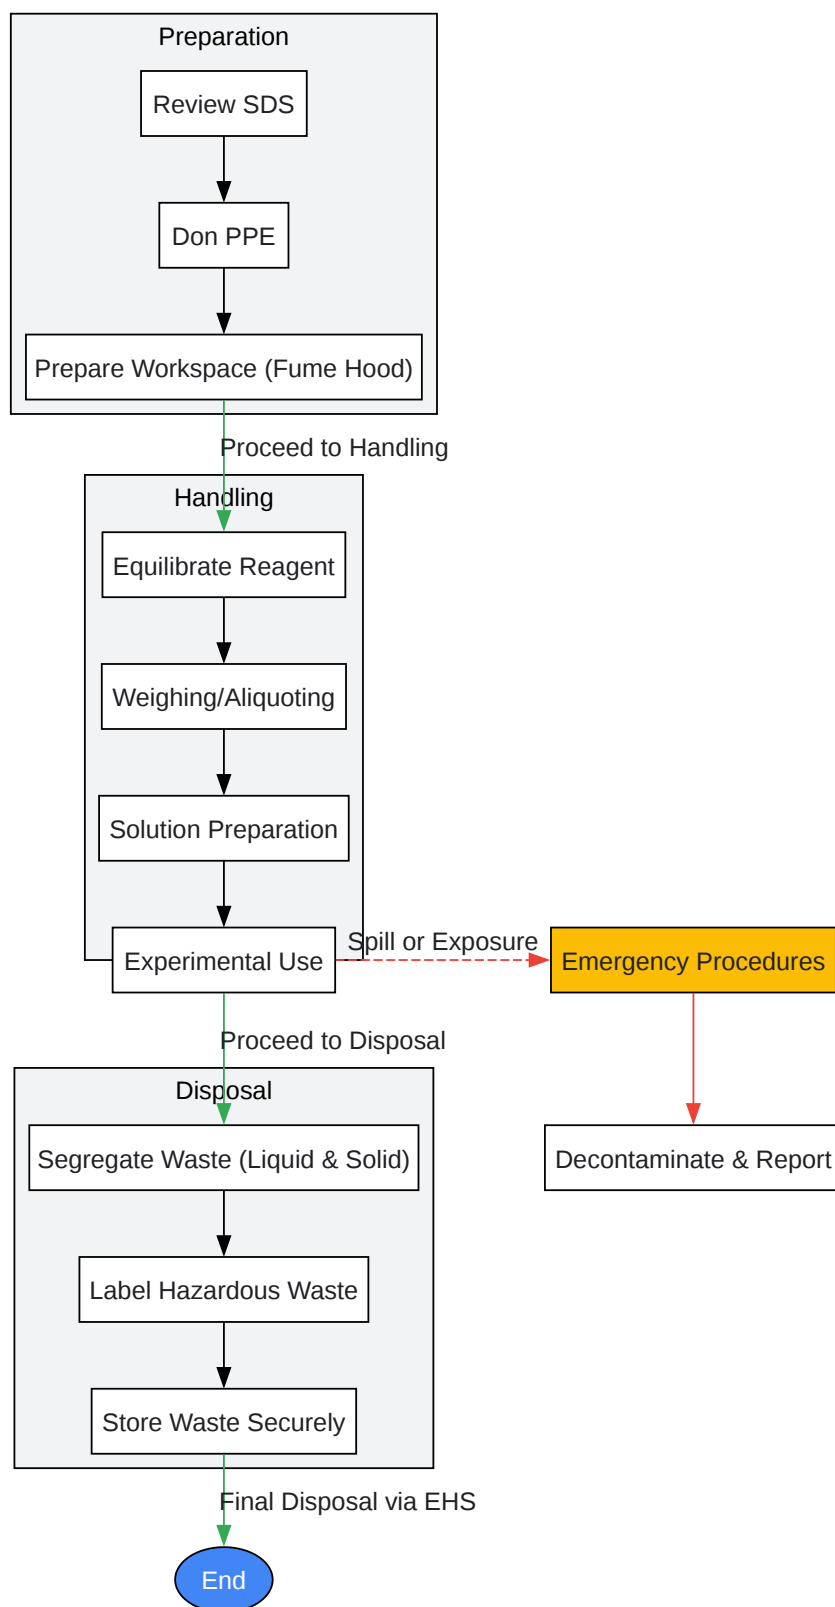 Preparation
Review SDS
Don PPE
Prepare Workspace (Fume Hood)
Proceed to Handling
Handling
Equilibrate Reagent
Weighing/Aliquoting
Solution Preparation
Experimental Use
Spill or Exposure
Emergency Procedures
Proceed to Disposal
Disposal
Segregate Waste (Liquid & Solid)
Decontaminate & Report
Label Hazardous Waste
Store Waste Securely
Final Disposal via EHS
End